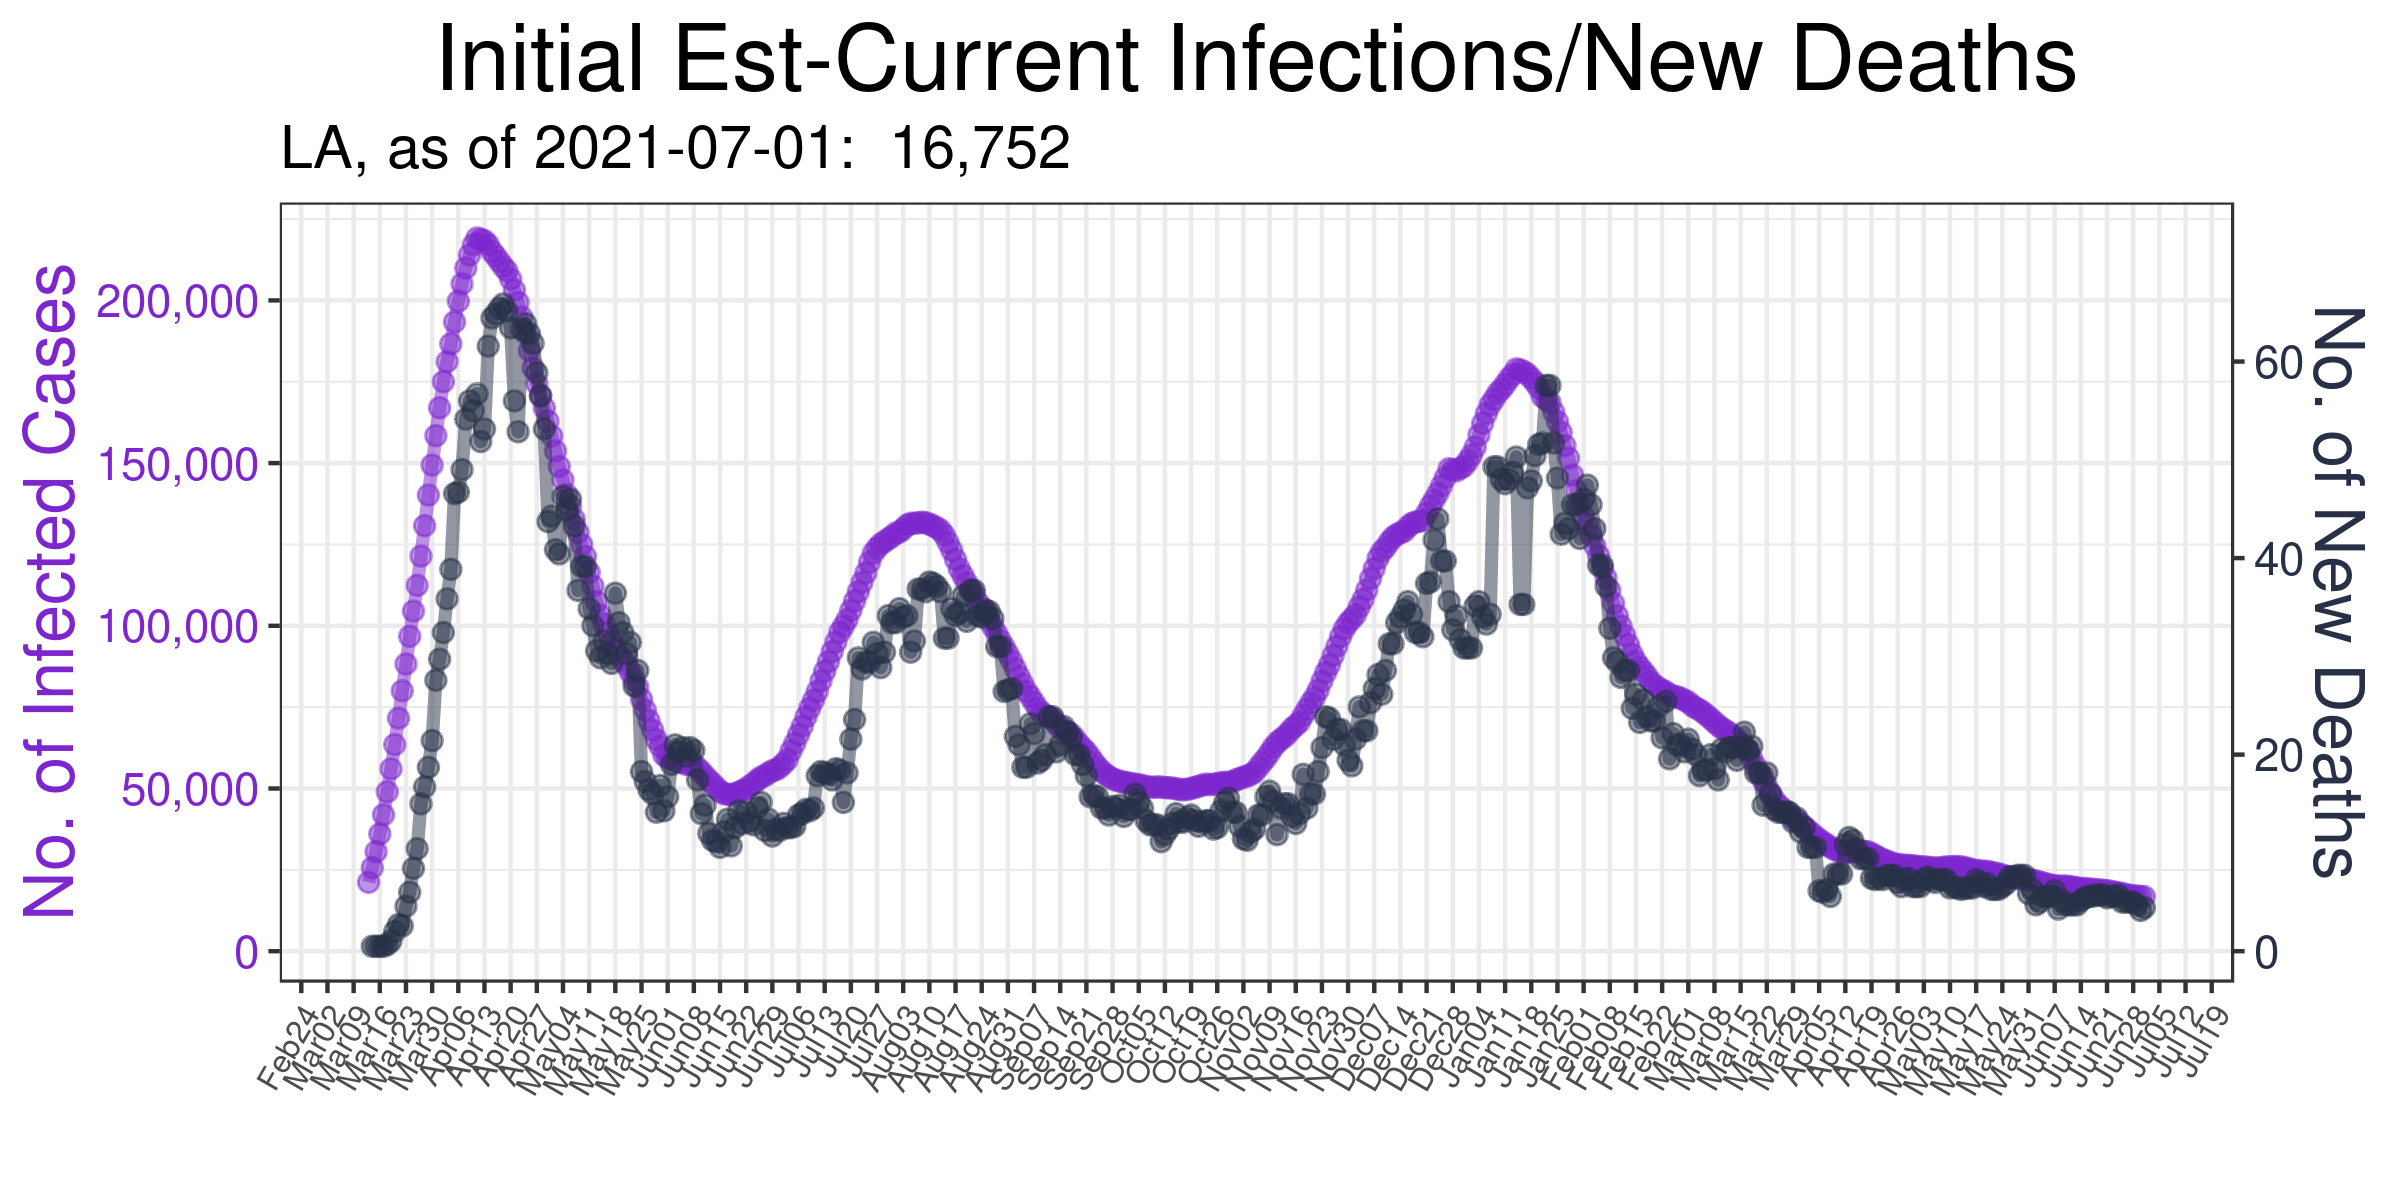 Initial Est-Current Infections/New Deaths
LA, as of 2021-07-01:  16,752
No. of Infected Cases
200,000
150,000
100,000
50,000
0
No. of New Deaths
60
40
20
0
Feb24
Mar02
Mar09
Mar16
Mar23
Mar30
Apr06
Apr13
Apr20
Apr27
May04
May11
May18
May25
Jun01
Jun08
Jun15
Jun22
Jun29
Jul06
Jul13
Jul20
Jul27
Aug03
Aug10
Aug17
Aug24
Aug31
Sep07
Sep14
Sep21
Sep28
Oct05
Oct12
Oct19
Oct26
Nov02
Nov09
Nov16
Nov23
Nov30
Dec07
Dec14
Dec21
Dec28
Jan04
Jan11
Jan18
Jan25
Feb01
Feb08
Feb15
Feb22
Mar01
Mar08
Mar15
Mar22
Mar29
Apr05
Apr12
Apr19
Apr26
May03
May10
May17
May24
May31
Jun07
Jun14
Jun21
Jun28
Jul05
Jul12
Jul19